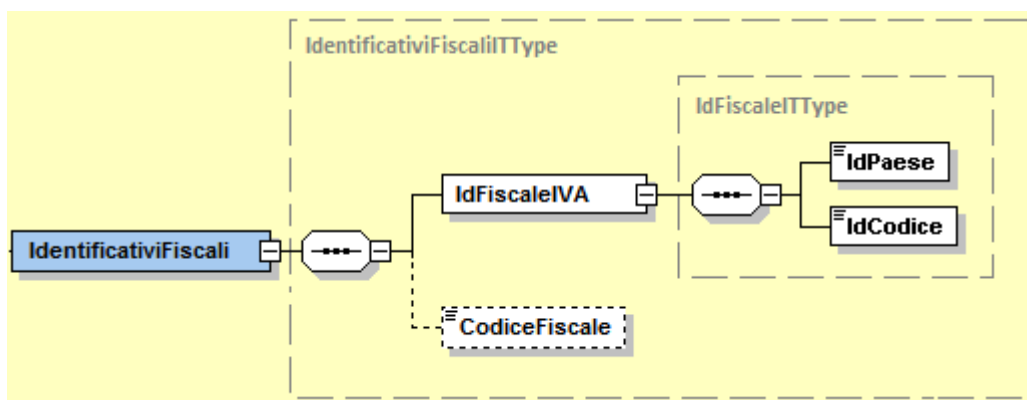 IdentificativiFiscaliITType
IdFiscaleITType
IdPaese
IdFiscaleIVA
IdCodice
IdentificativiFiscali
CodiceFiscale